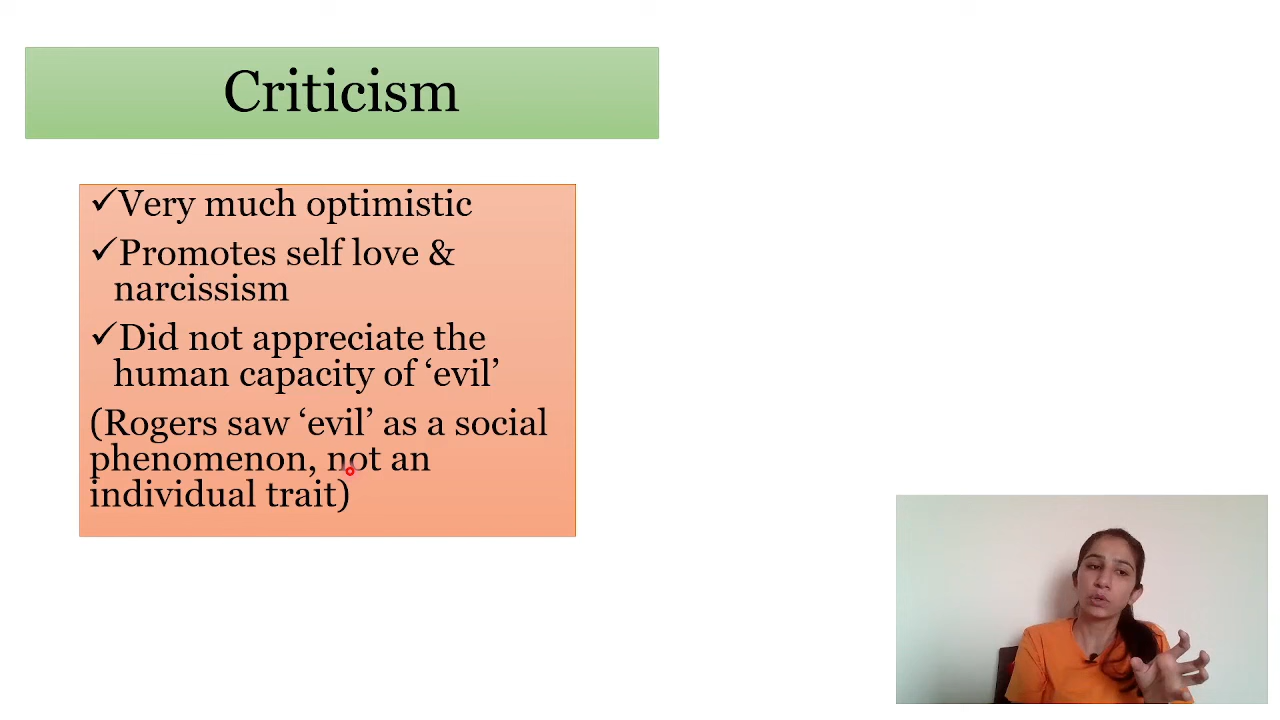 Criticism
✓Very much optimistic
✓Promotes self love &
narcissism
✓Did not appreciate the
human capacity of ‘evil’
(Rogers saw ‘evil’ as a social
phenomenon, not an
individual trait)